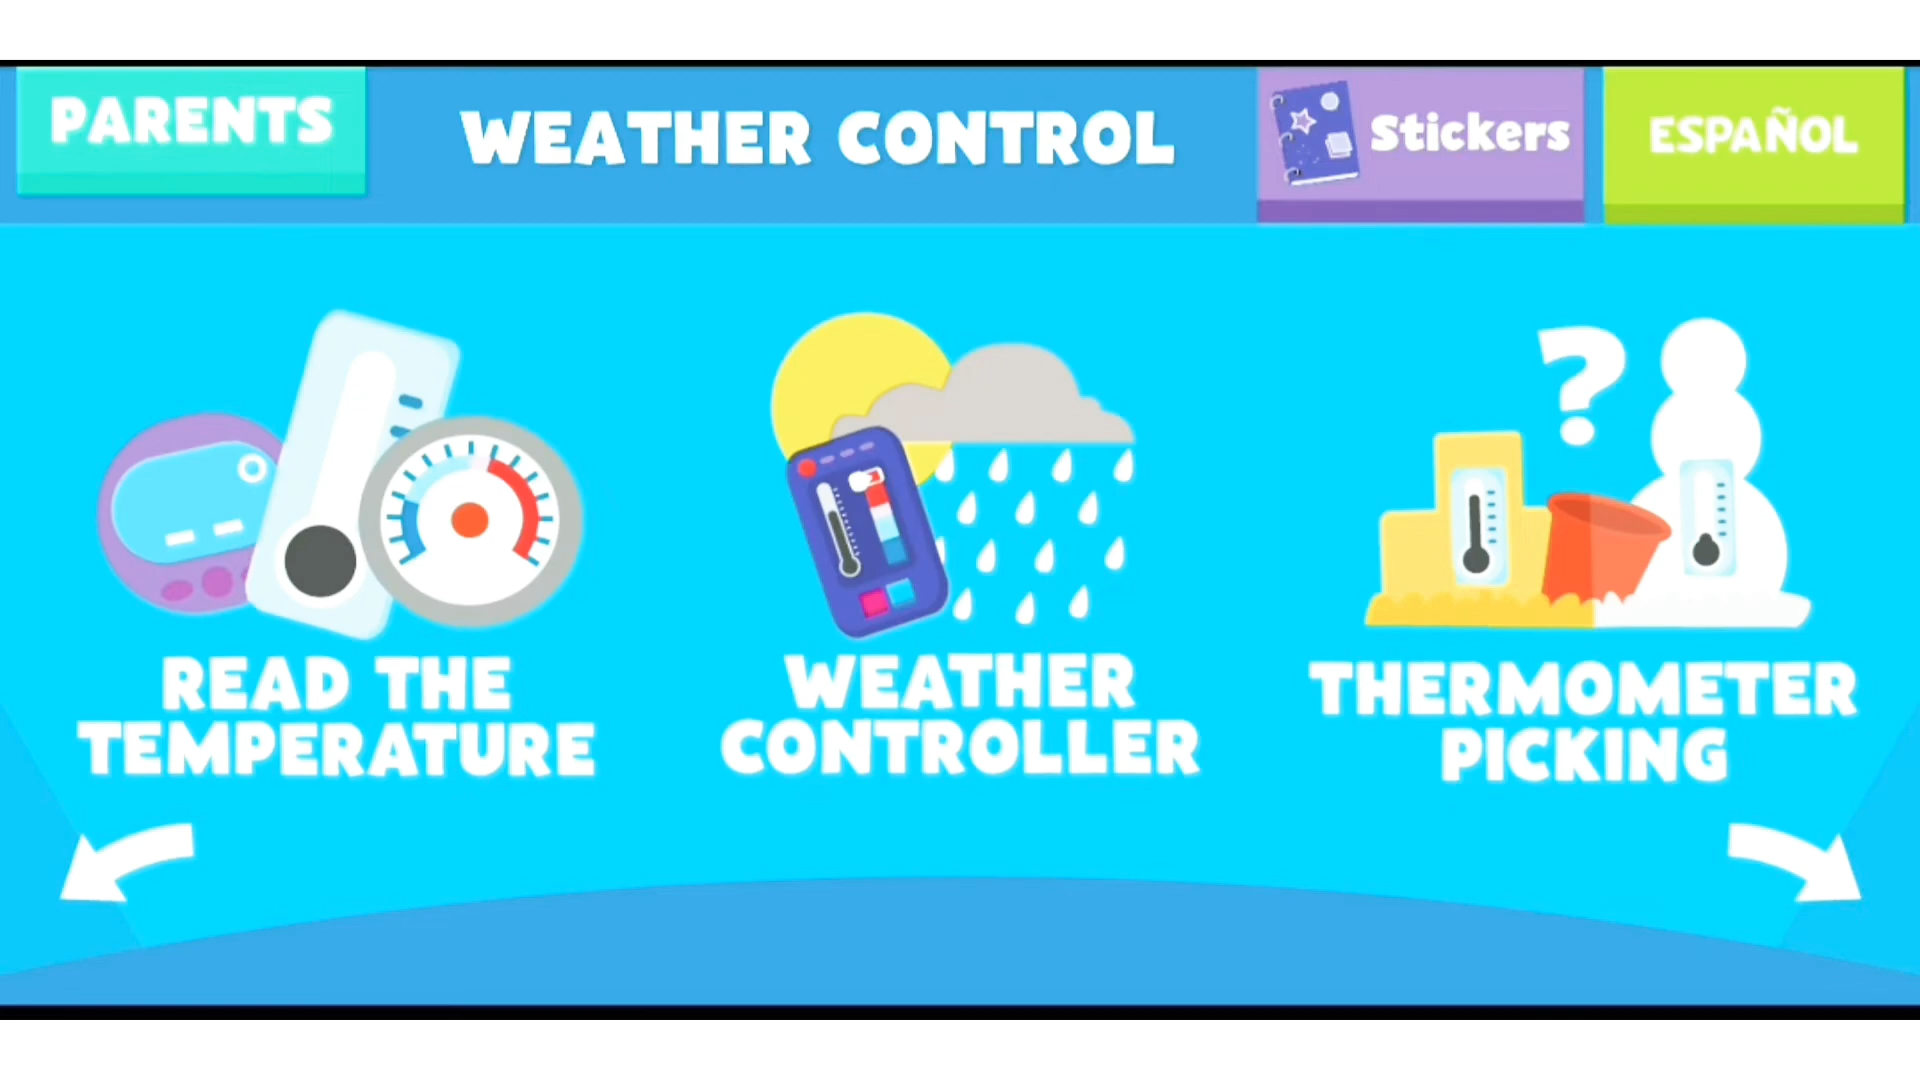 PARENTS
WEATHER CONTROL
Stickers
ESPAÑOL
READ THE
TEMPERATURE
WEATHER
CONTROLLER
?
THERMOMETER
PICKING